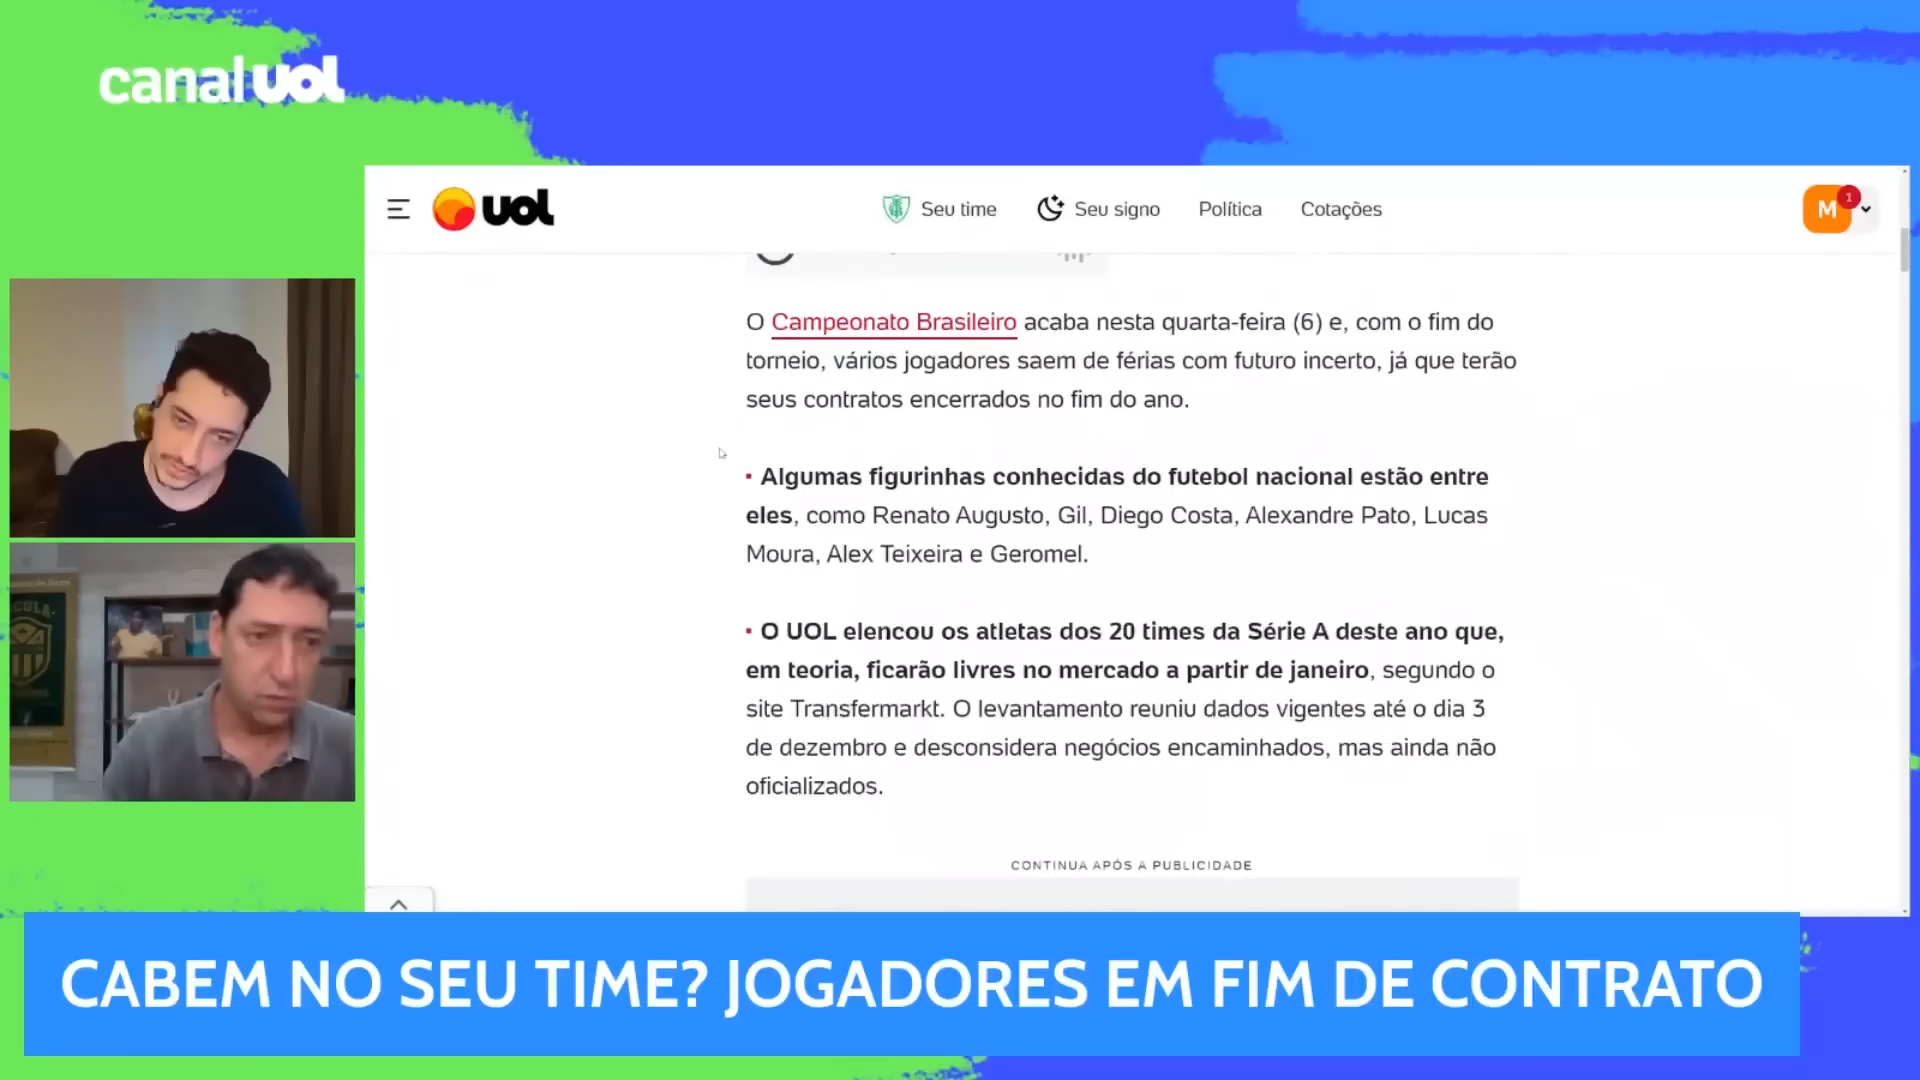 canal uol
uol
Seu time
Seu signo
Política
Cotações
M
1
O Campeonato Brasileiro acaba nesta quarta-feira (6) e, com o fim do
torneio, vários jogadores saem de férias com futuro incerto, já que terão
seus contratos encerrados no fim do ano.
▪ Algumas figurinhas conhecidas do futebol nacional estão entre
eles, como Renato Augusto, Gil, Diego Costa, Alexandre Pato, Lucas
Moura, Alex Teixeira e Geromel.
▪ O UOL elencou os atletas dos 20 times da Série A deste ano que,
em teoria, ficarão livres no mercado a partir de janeiro, segundo o
site Transfermarkt. O levantamento reuniu dados vigentes até o dia 3
de dezembro e desconsidera negócios encaminhados, mas ainda não
oficializados.
CONTINUA APÓS A PUBLICIDADE
CABEM NO SEU TIME? JOGADORES EM FIM DE CONTRATO